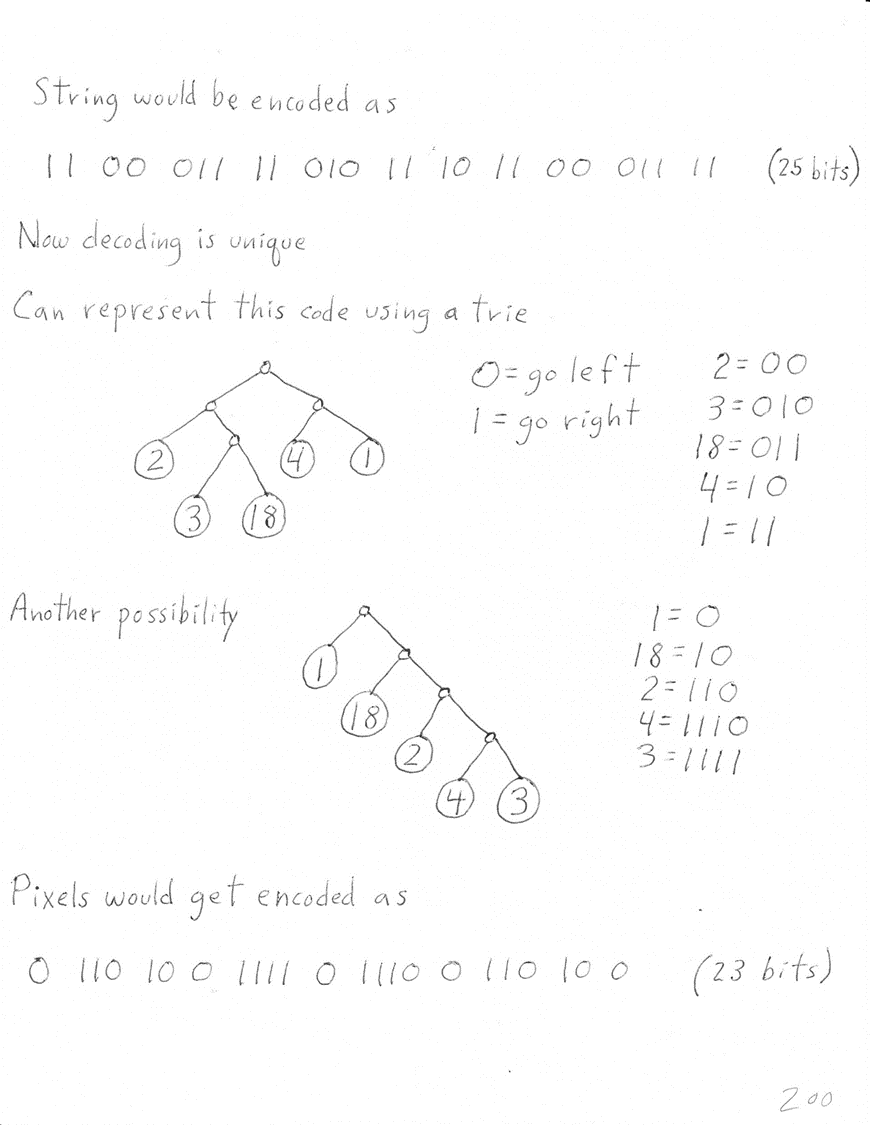 String would be encoded as
11 00 011 11 010 11 10 11 00 011 11 (25 bits)
Now decoding is unique
Can represent this code using a trie
0 = go left
1 = go right
2 = 00
3 = 010
18 = 011
4 = 10
1 = 11
2 4 1
3 18
Another possibility
1
18
2
4 3
1 = 0
18 = 10
2 = 110
4 = 1110
3 = 1111
Pixels would get encoded as
0 110 10 0 1111 0 1110 0 110 10 0 (23 bits)
200